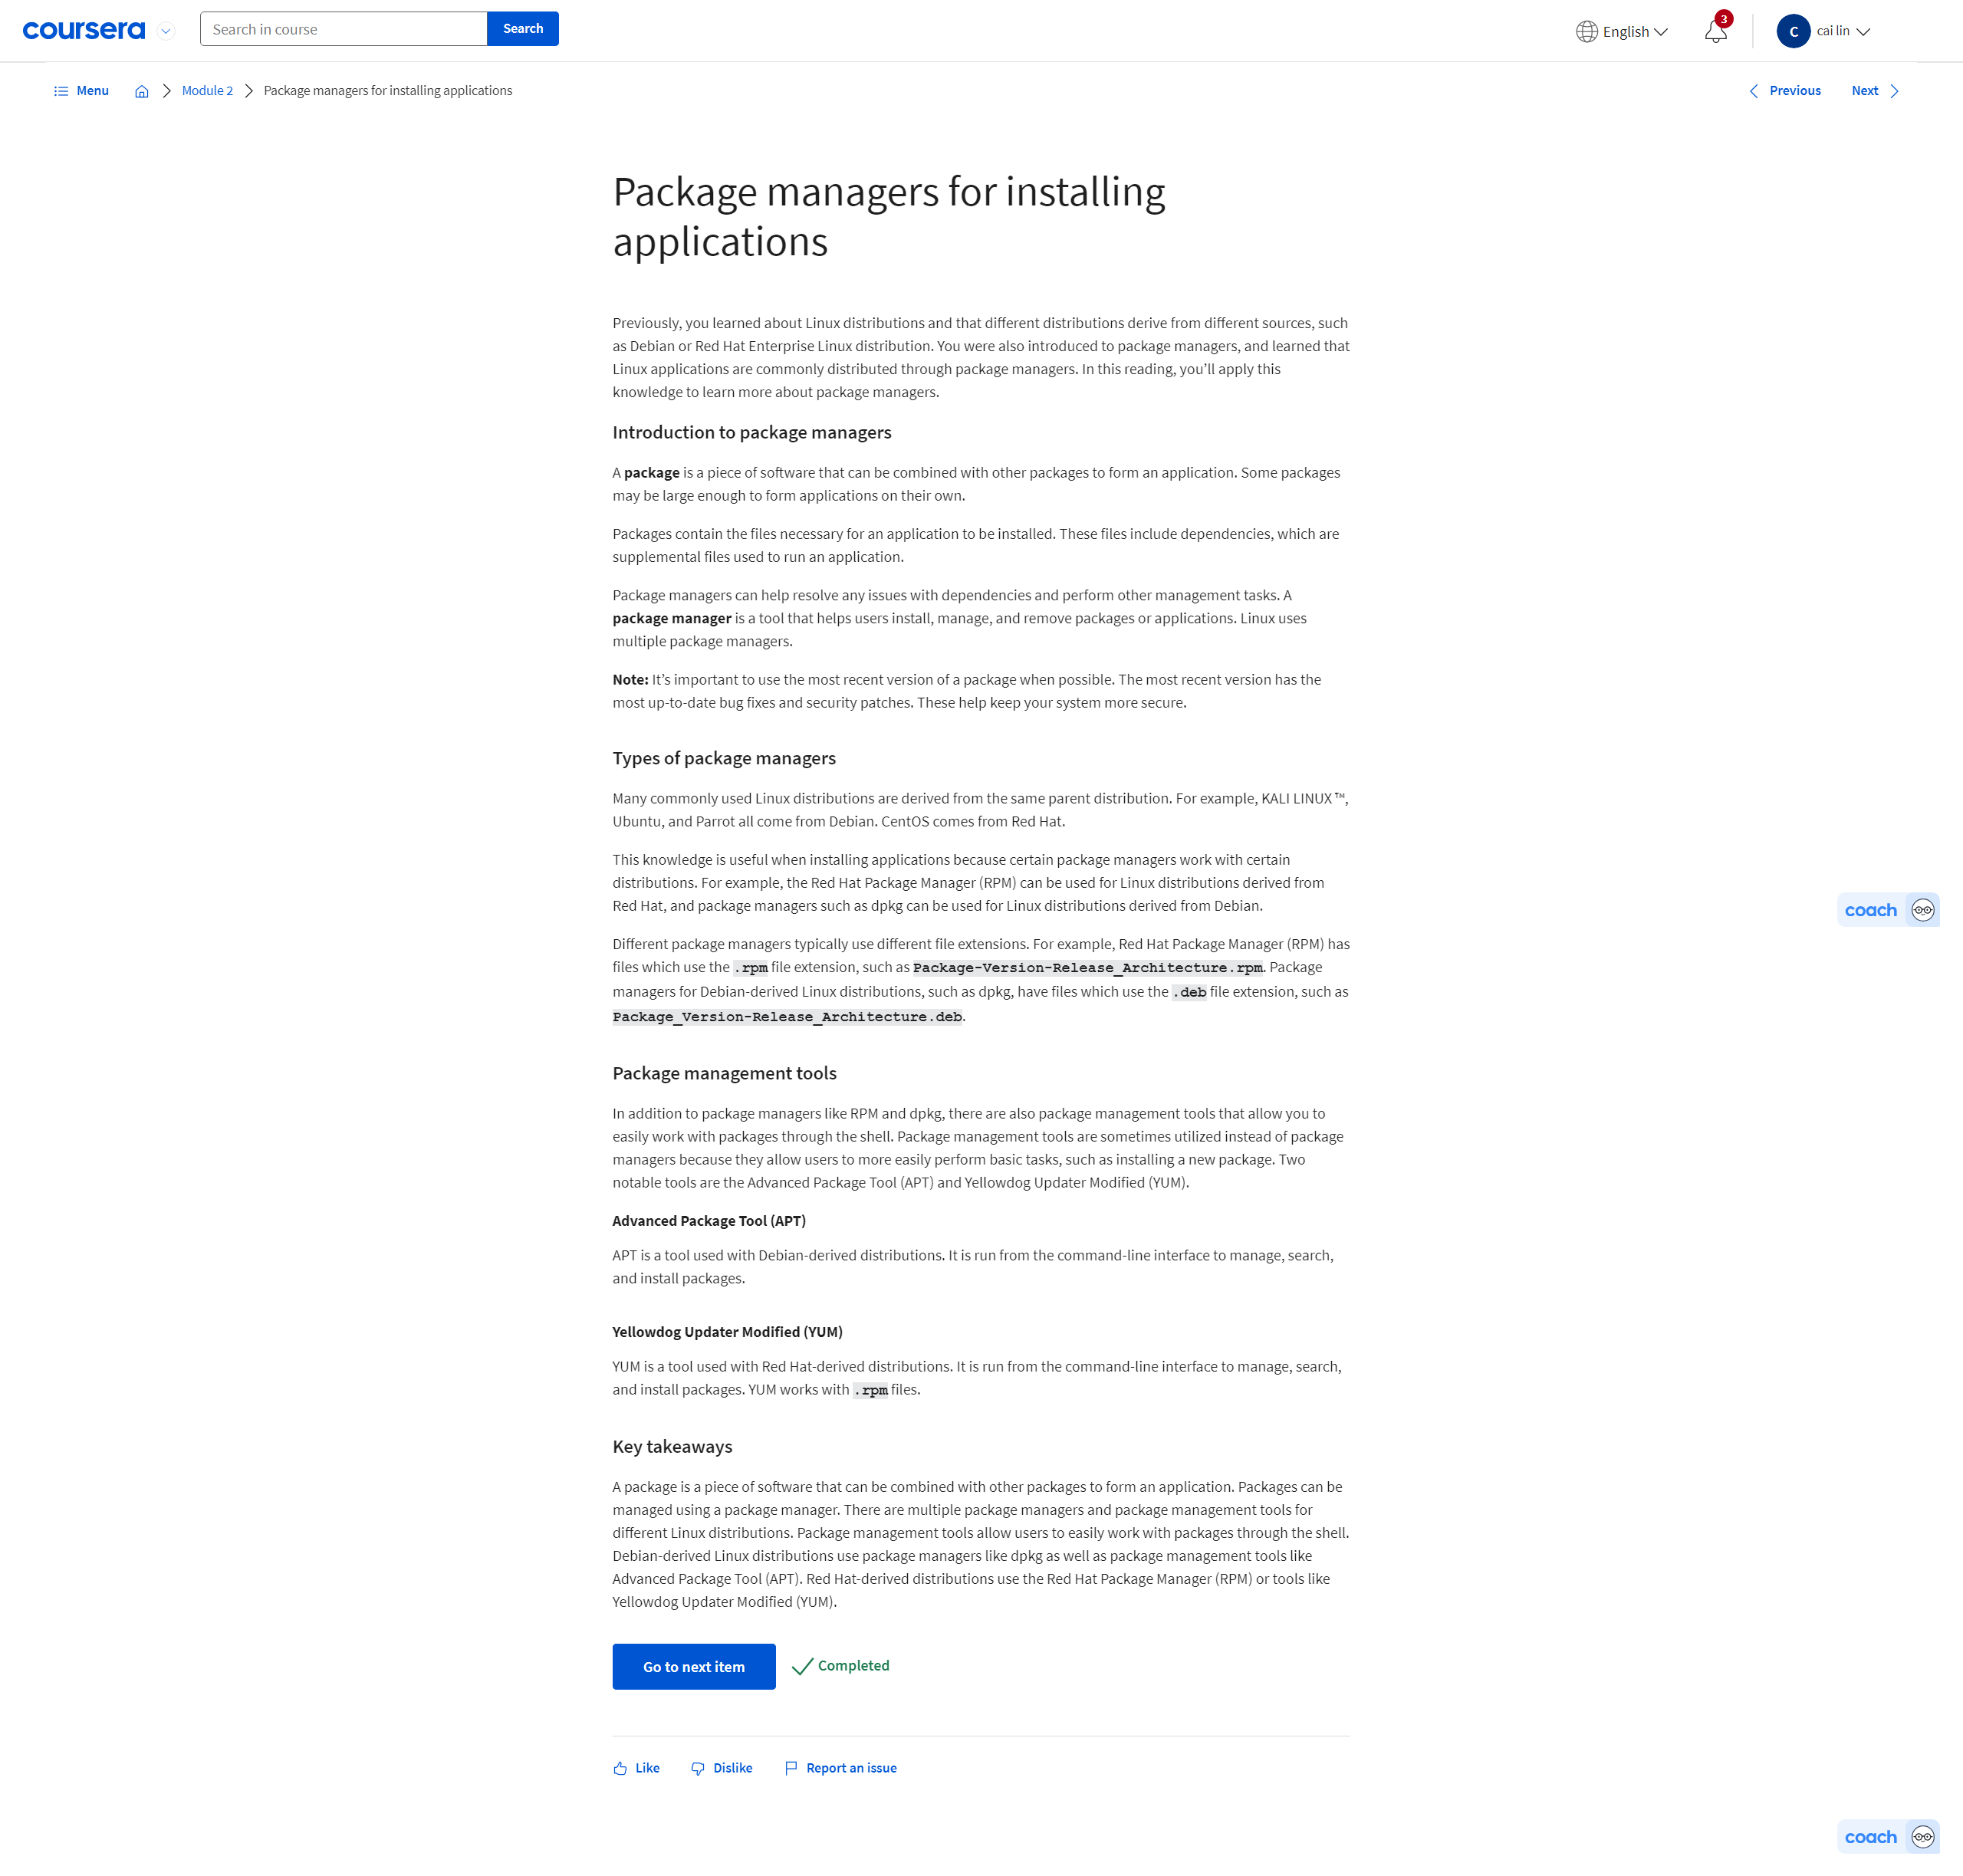 coursera
Search in course
Search
English
3
C
cai lin
Menu
Module 2
Package managers for installing applications
Previous
Next
Package managers for installing
applications
Previously, you learned about Linux distributions and that different distributions derive from different sources, such
as Debian or Red Hat Enterprise Linux distribution. You were also introduced to package managers, and learned that
Linux applications are commonly distributed through package managers. In this reading, you’ll apply this
knowledge to learn more about package managers.
Introduction to package managers
A package is a piece of software that can be combined with other packages to form an application. Some packages
may be large enough to form applications on their own.
Packages contain the files necessary for an application to be installed. These files include dependencies, which are
supplemental files used to run an application.
Package managers can help resolve any issues with dependencies and perform other management tasks. A
package manager is a tool that helps users install, manage, and remove packages or applications. Linux uses
multiple package managers.
Note: It’s important to use the most recent version of a package when possible. The most recent version has the
most up-to-date bug fixes and security patches. These help keep your system more secure.
Types of package managers
Many commonly used Linux distributions are derived from the same parent distribution. For example, KALI LINUX ™,
Ubuntu, and Parrot all come from Debian. CentOS comes from Red Hat.
This knowledge is useful when installing applications because certain package managers work with certain
distributions. For example, the Red Hat Package Manager (RPM) can be used for Linux distributions derived from
Red Hat, and package managers such as dpkg can be used for Linux distributions derived from Debian.
Different package managers typically use different file extensions. For example, Red Hat Package Manager (RPM) has
files which use the .rpm file extension, such as Package-Version-Release_Architecture.rpm. Package
managers for Debian-derived Linux distributions, such as dpkg, have files which use the .deb file extension, such as
Package_Version-Release_Architecture.deb.
Package management tools
In addition to package managers like RPM and dpkg, there are also package management tools that allow you to
easily work with packages through the shell. Package management tools are sometimes utilized instead of package
managers because they allow users to more easily perform basic tasks, such as installing a new package. Two
notable tools are the Advanced Package Tool (APT) and Yellowdog Updater Modified (YUM).
Advanced Package Tool (APT)
APT is a tool used with Debian-derived distributions. It is run from the command-line interface to manage, search,
and install packages.
Yellowdog Updater Modified (YUM)
YUM is a tool used with Red Hat-derived distributions. It is run from the command-line interface to manage, search,
and install packages. YUM works with .rpm files.
Key takeaways
A package is a piece of software that can be combined with other packages to form an application. Packages can be
managed using a package manager. There are multiple package managers and package management tools for
different Linux distributions. Package management tools allow users to easily work with packages through the shell.
Debian-derived Linux distributions use package managers like dpkg as well as package management tools like
Advanced Package Tool (APT). Red Hat-derived distributions use the Red Hat Package Manager (RPM) or tools like
Yellowdog Updater Modified (YUM).
Go to next item
Completed
Like
Dislike
Report an issue
coach
coach